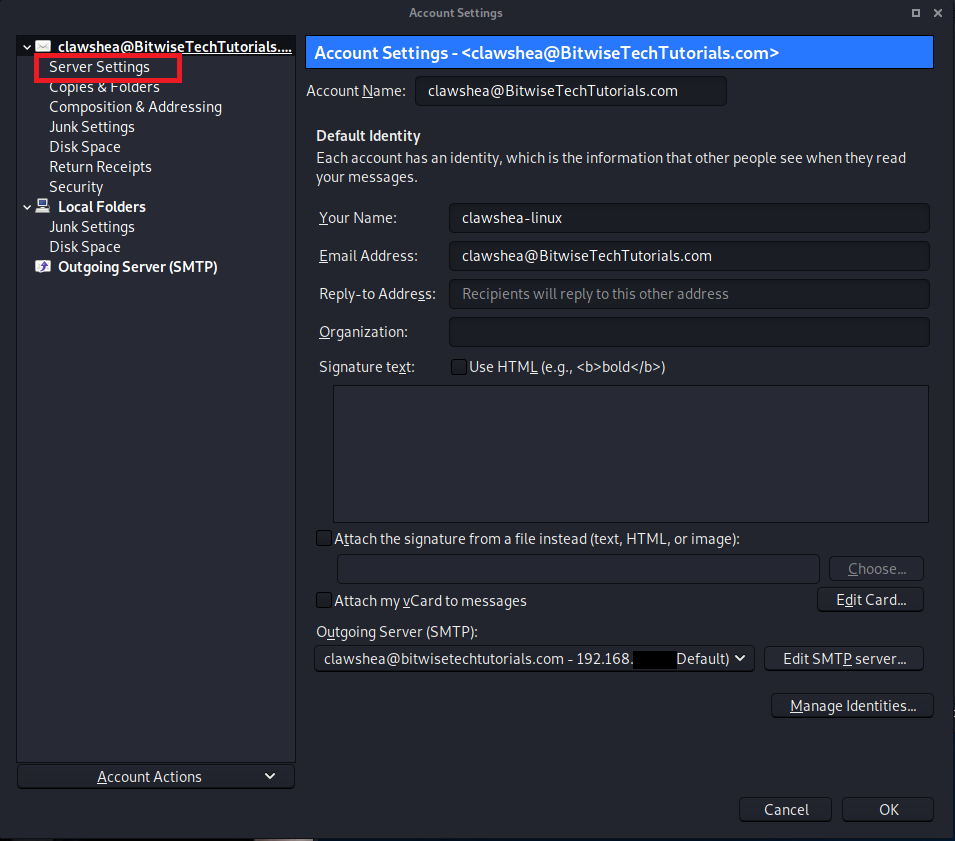 Account Settings
clawshea@BitwiseTechTutorials....
Server Settings
Copies & Folders
Composition & Addressing
Junk Settings
Disk Space
Return Receipts
Security
Local Folders
Junk Settings
Disk Space
Outgoing Server (SMTP)
Account Actions
Account Settings - <clawshea@BitwiseTechTutorials.com>
Account Name: clawshea@BitwiseTechTutorials.com
Default Identity
Each account has an identity, which is the information that other people see when they read
your messages.
Your Name: clawshea-linux
Email Address: clawshea@BitwiseTechTutorials.com
Reply-to Address: Recipients will reply to this other address
Organization:
Signature text: Use HTML (e.g., <b>bold</b>)
Attach the signature from a file instead (text, HTML, or image):
Choose...
Attach my vCard to messages
Edit Card...
Outgoing Server (SMTP):
clawshea@bitwisetechtutorials.com - 192.168. Default) Edit SMTP server...
Manage Identities...
Cancel OK